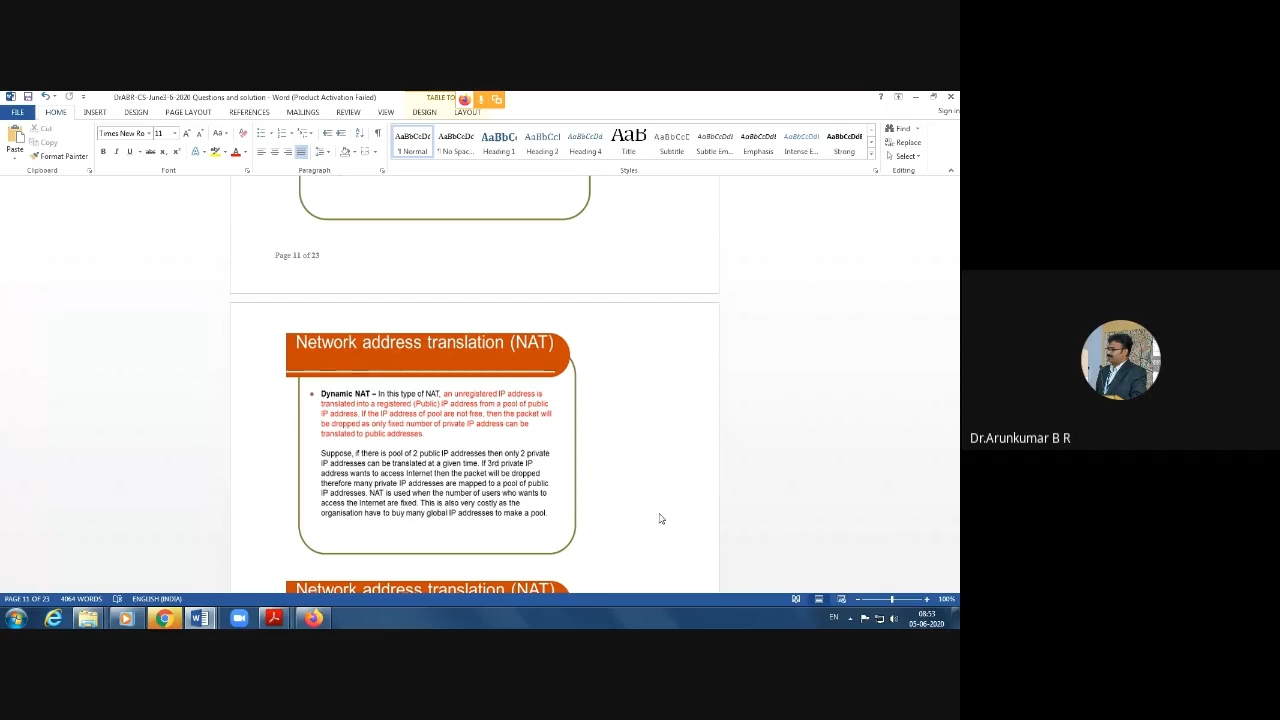 DrABR-CS-June3-6-2020 Questions and solution - Word (Product Activation Failed)
TABLE TO
Sign in
FILE HOME INSERT DESIGN PAGE LAYOUT REFERENCES MAILINGS REVIEW VIEW DESIGN LAYOUT
Paste
Cut
Copy
Format Painter
Clipboard
Times New Ro 11
Font
Paragraph
AaBbCcDc AaBbCcDc AaBbC AaBbCcI AaBbCcDd AaB AaBbCcC AaBbCcDd AaBbCcDd AaBbCcDd AaBbCcDd
¶ Normal ¶ No Spac... Heading 1 Heading 2 Heading 4 Title Subtitle Subtle Em... Emphasis Intense E... Strong
Styles
Find
Replace
Select
Editing
Page 11 of 23
Network address translation (NAT)
Dynamic NAT – In this type of NAT, an unregistered IP address is
translated into a registered (Public) IP address from a pool of public
IP address. If the IP address of pool are not free, then the packet will
be dropped as only fixed number of private IP address can be
translated to public addresses.
Suppose, if there is pool of 2 public IP addresses then only 2 private
IP addresses can be translated at a given time. If 3rd private IP
address wants to access Internet then the packet will be dropped
therefore many private IP addresses are mapped to a pool of public
IP addresses. NAT is used when the number of users who wants to
access the Internet are fixed. This is also very costly as the
organisation have to buy many global IP addresses to make a pool.
Network address translation (NAT)
PAGE 11 OF 23 4064 WORDS ENGLISH (INDIA) 100%
EN 08:53
05-06-2020
Dr.Arunkumar B R